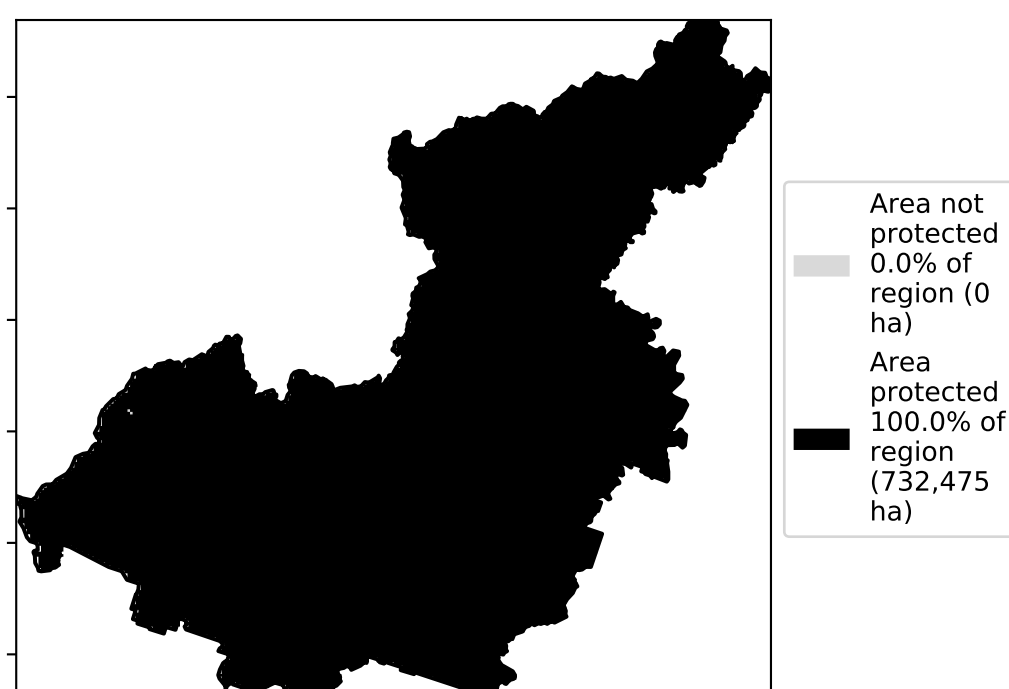 Area not
protected
0.0% of
region (0
ha)
Area
protected
100.0% of
region
(732,475
ha)